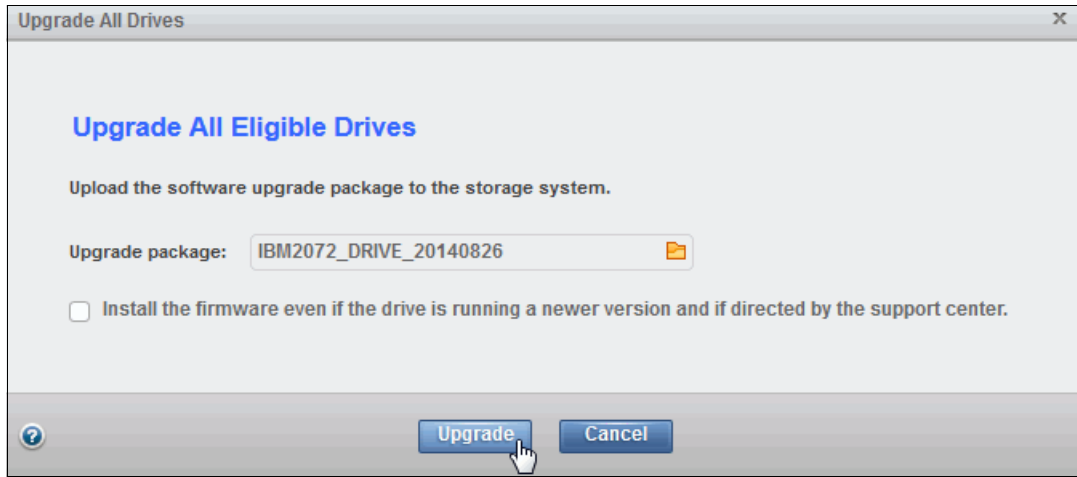 Upgrade All Drives X
Upgrade All Eligible Drives
Upload the software upgrade package to the storage system.
Upgrade package: IBM2072_DRIVE_20140826
Install the firmware even if the drive is running a newer version and if directed by the support center.
? Upgrade Cancel